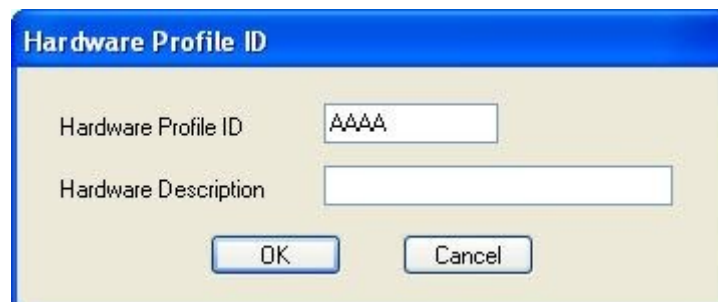 Hardware Profile ID
Hardware Profile ID AAAA
Hardware Description
OK Cancel